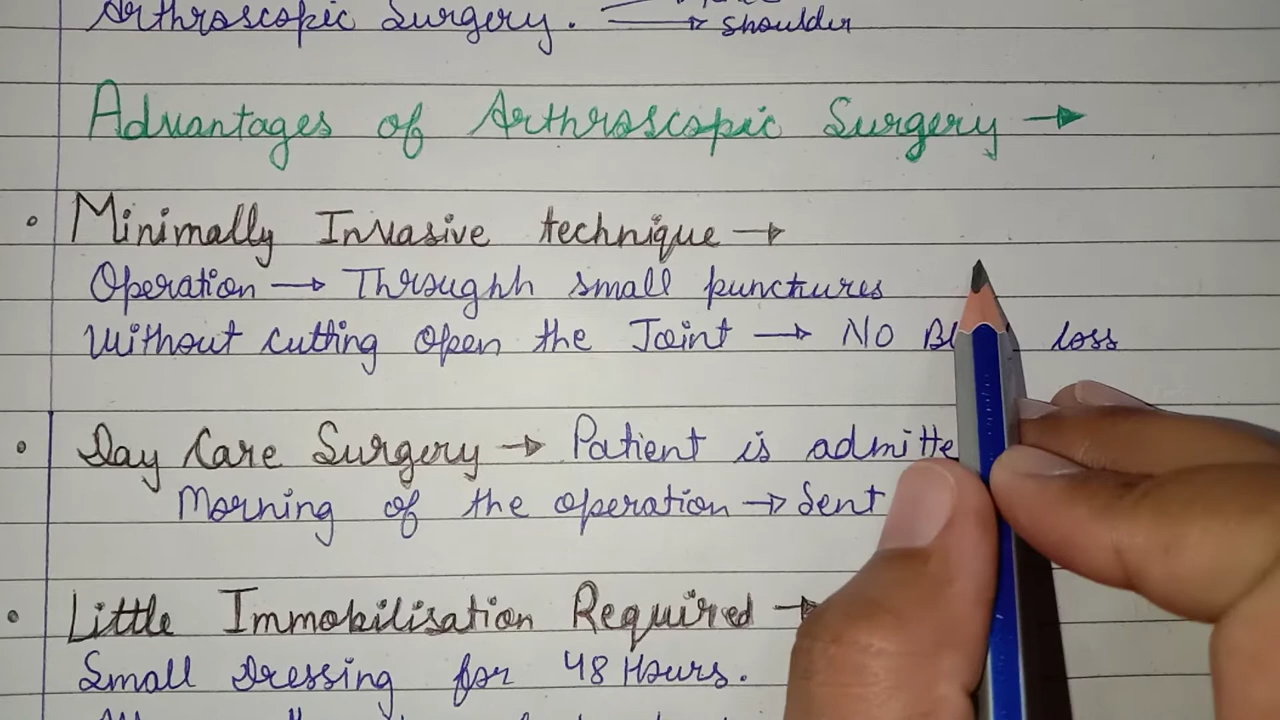 Arthroscopic Surgery. → shoulder
Advantages of Arthroscopic Surgery →
• Minimally Invasive technique →
Operation → Throughh small punctures
Without cutting open the Joint → No loss
• Day Care Surgery → Patient is admitte
Morning of the operation → Sent
• Little Immobilisation Required →
Small Dressing for 48 Hours.